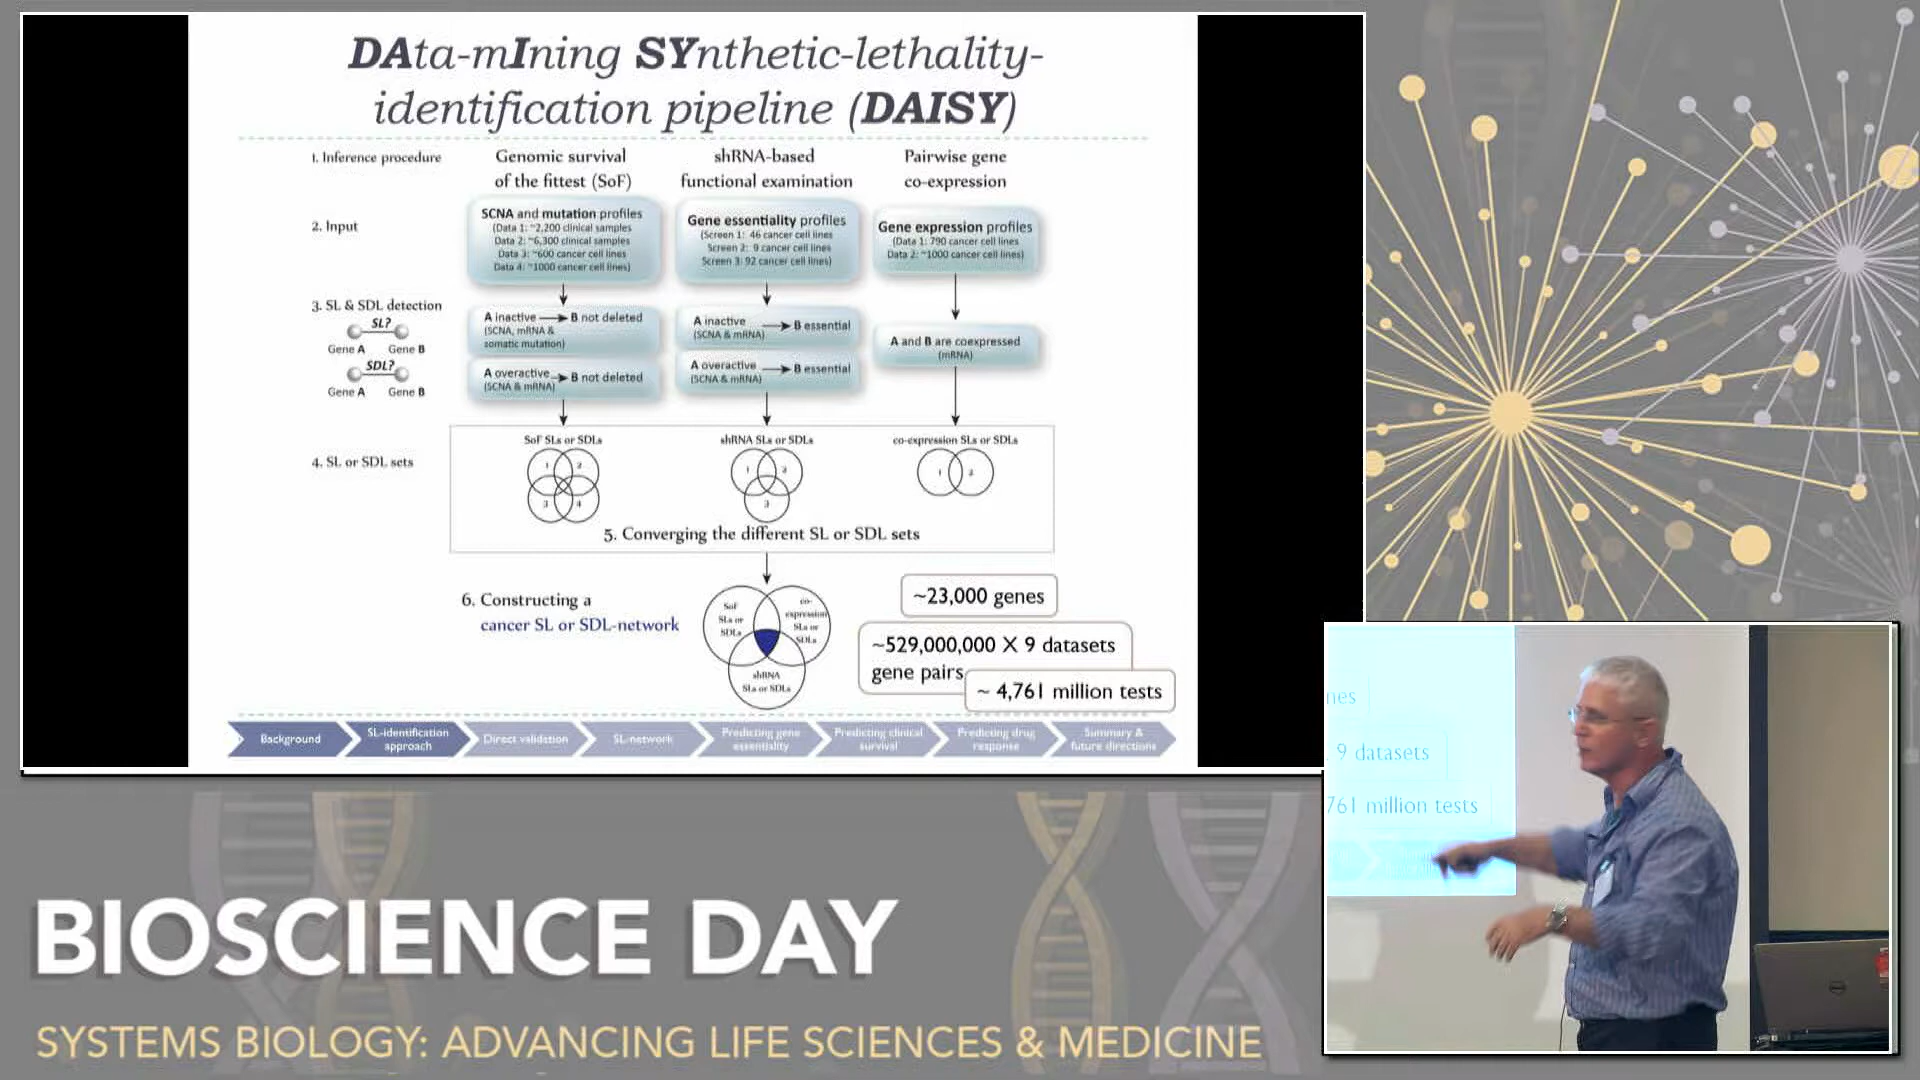 DAta-mIning SYnthetic-lethality-
identification pipeline (DAISY)
1. Inference procedure
Genomic survival
of the fittest (SoF)
shRNA-based
functional examination
Pairwise gene
co-expression
2. Input
SCNA and mutation profiles
(Data 1: ~2,200 clinical samples
Data 2: ~6,300 clinical samples
Data 3: ~600 cancer cell lines
Data 4: ~1000 cancer cell lines)
Gene essentiality profiles
(Screen 1: 46 cancer cell lines
Screen 2: 9 cancer cell lines
Screen 3: 92 cancer cell lines)
Gene expression profiles
(Data 1: 790 cancer cell lines
Data 2: ~1000 cancer cell lines)
3. SL & SDL detection
SL?
Gene A Gene B
SDL?
Gene A Gene B
A inactive B not deleted
(SCNA, mRNA &
somatic mutation)
A overactive B not deleted
(SCNA & mRNA)
A inactive B essential
(SCNA & mRNA)
A overactive B essential
(SCNA & mRNA)
A and B are coexpressed
(mRNA)
4. SL or SDL sets
SoF SLs or SDLs
1 2
3 4
shRNA SLs or SDLs
1 2
3
co-expression SLs or SDLs
1 2
5. Converging the different SL or SDL sets
6. Constructing a
cancer SL or SDL-network
SoF
SLs or
SDLs
co-
expression
SLs or
SDLs
shRNA
SLs or SDLs
~23,000 genes
~529,000,000 X 9 datasets
gene pairs
~ 4,761 million tests
Background
SL-identification
approach
Direct validation
SL-network
Predicting gene
essentiality
Predicting clinical
survival
Predicting drug
response
Summary &
future directions
nes
9 datasets
761 million tests
BIOSCIENCE DAY
SYSTEMS BIOLOGY: ADVANCING LIFE SCIENCES & MEDICINE